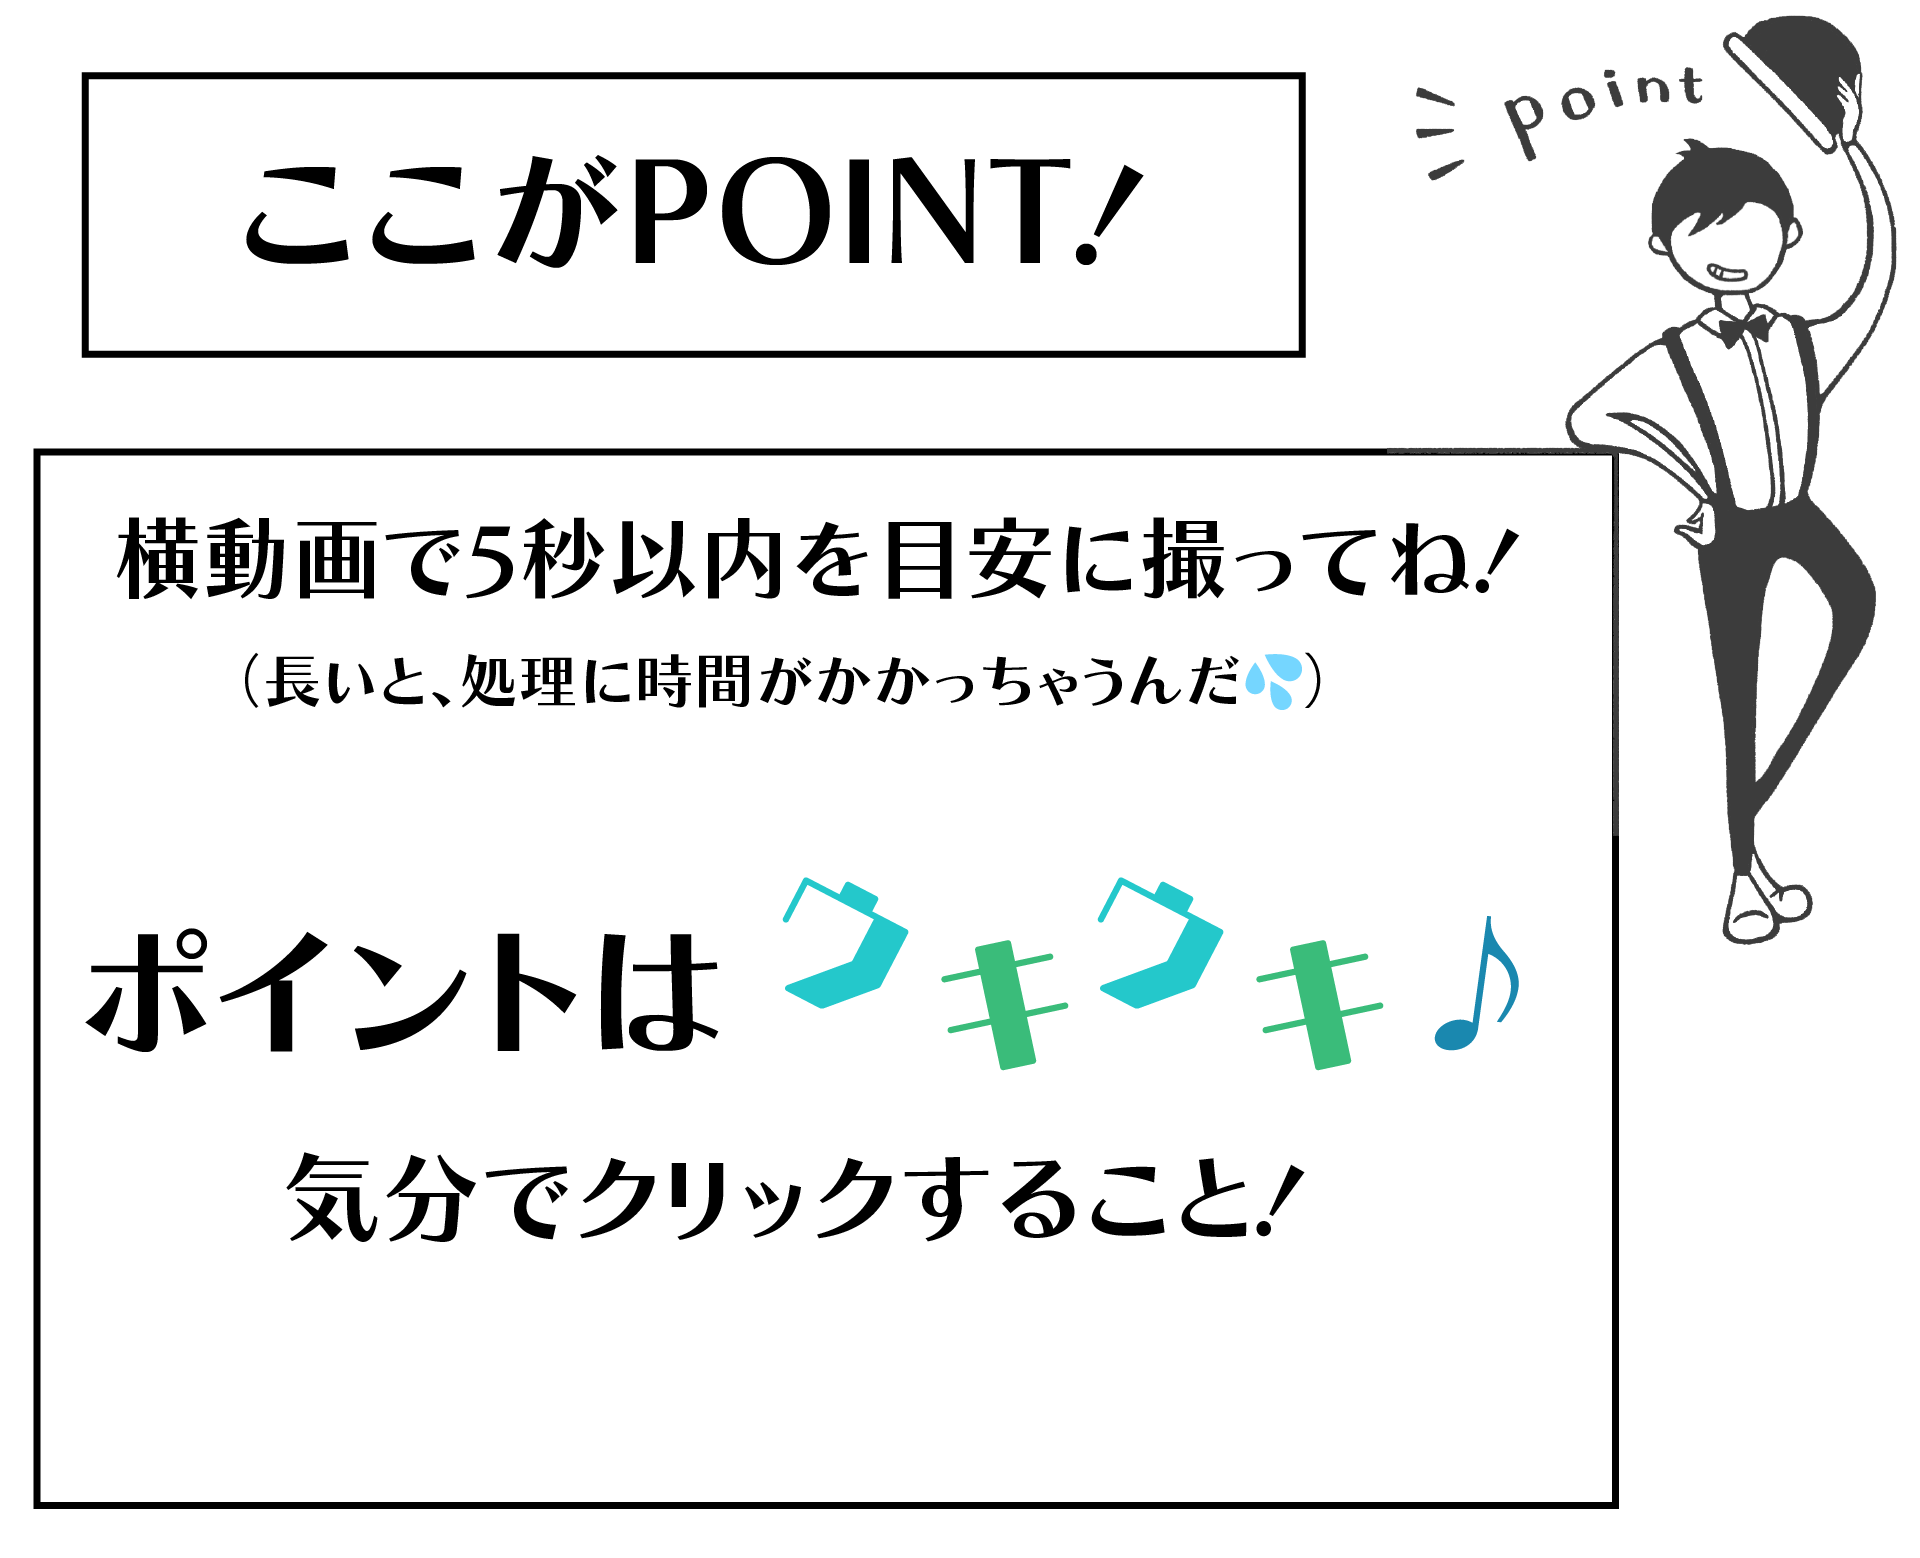 point
ここがPOINT!
横動画で5秒以内を目安に撮ってね!
(長いと、処理に時間がかかっちゃうんだ💦)
ポイントは ウキウキ♪
気分でクリックすること!